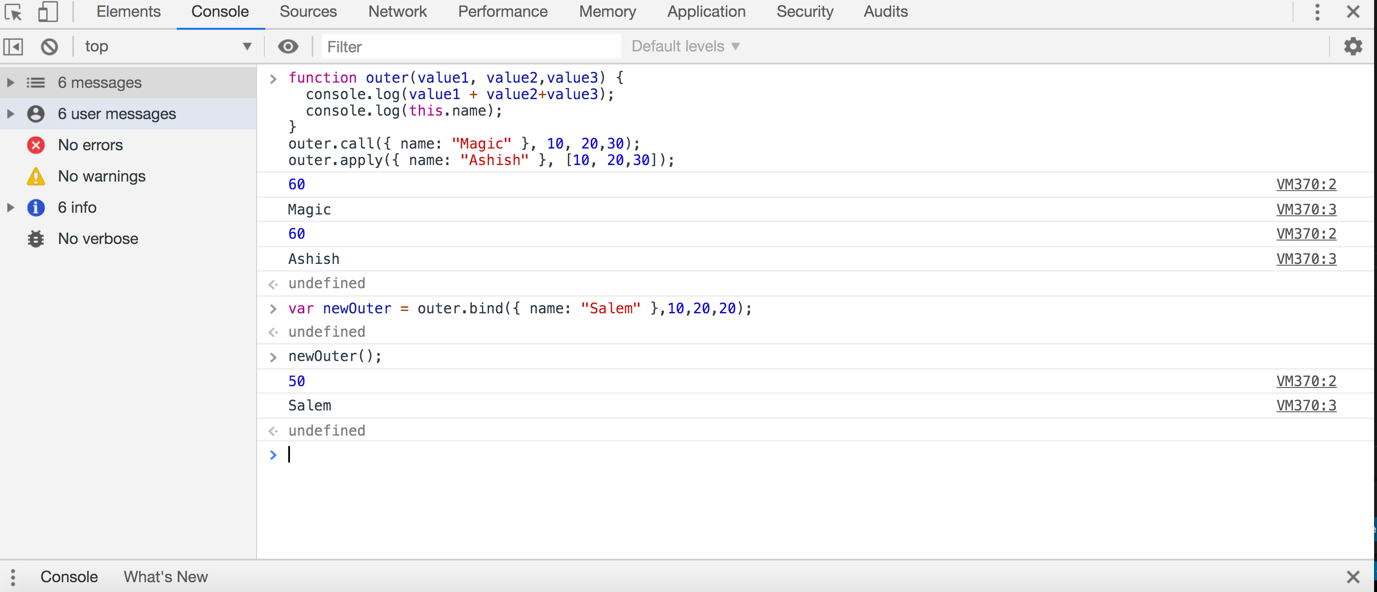 Elements Console Sources Network Performance Memory Application Security Audits
top Filter Default levels
6 messages
6 user messages
No errors
No warnings
6 info
No verbose
function outer(value1, value2,value3) {
console.log(value1 + value2+value3);
console.log(this.name);
}
outer.call({ name: "Magic" }, 10, 20,30);
outer.apply({ name: "Ashish" }, [10, 20,30]);
60 VM370:2
Magic VM370:3
60 VM370:2
Ashish VM370:3
undefined
var newOuter = outer.bind({ name: "Salem" },10,20,20);
undefined
newOuter();
50 VM370:2
Salem VM370:3
undefined
Console What's New